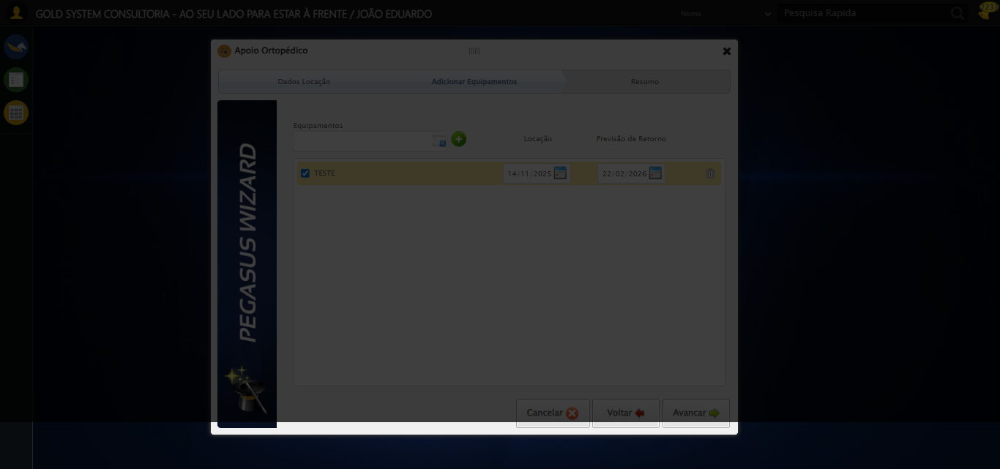 GOLD SYSTEM CONSULTORIA - AO SEU LADO PARA ESTAR À FRENTE / JOÃO EDUARDO
Nome
Pesquisa Rapida
Apoio Ortopédico
Dados Locação
Adicionar Equipamentos
Resumo
Equipamentos
Locação
Previsão de Retorno
TESTE
14/11/2025
22/02/2026
PEGASUS WIZARD
Cancelar
Voltar
Avancar